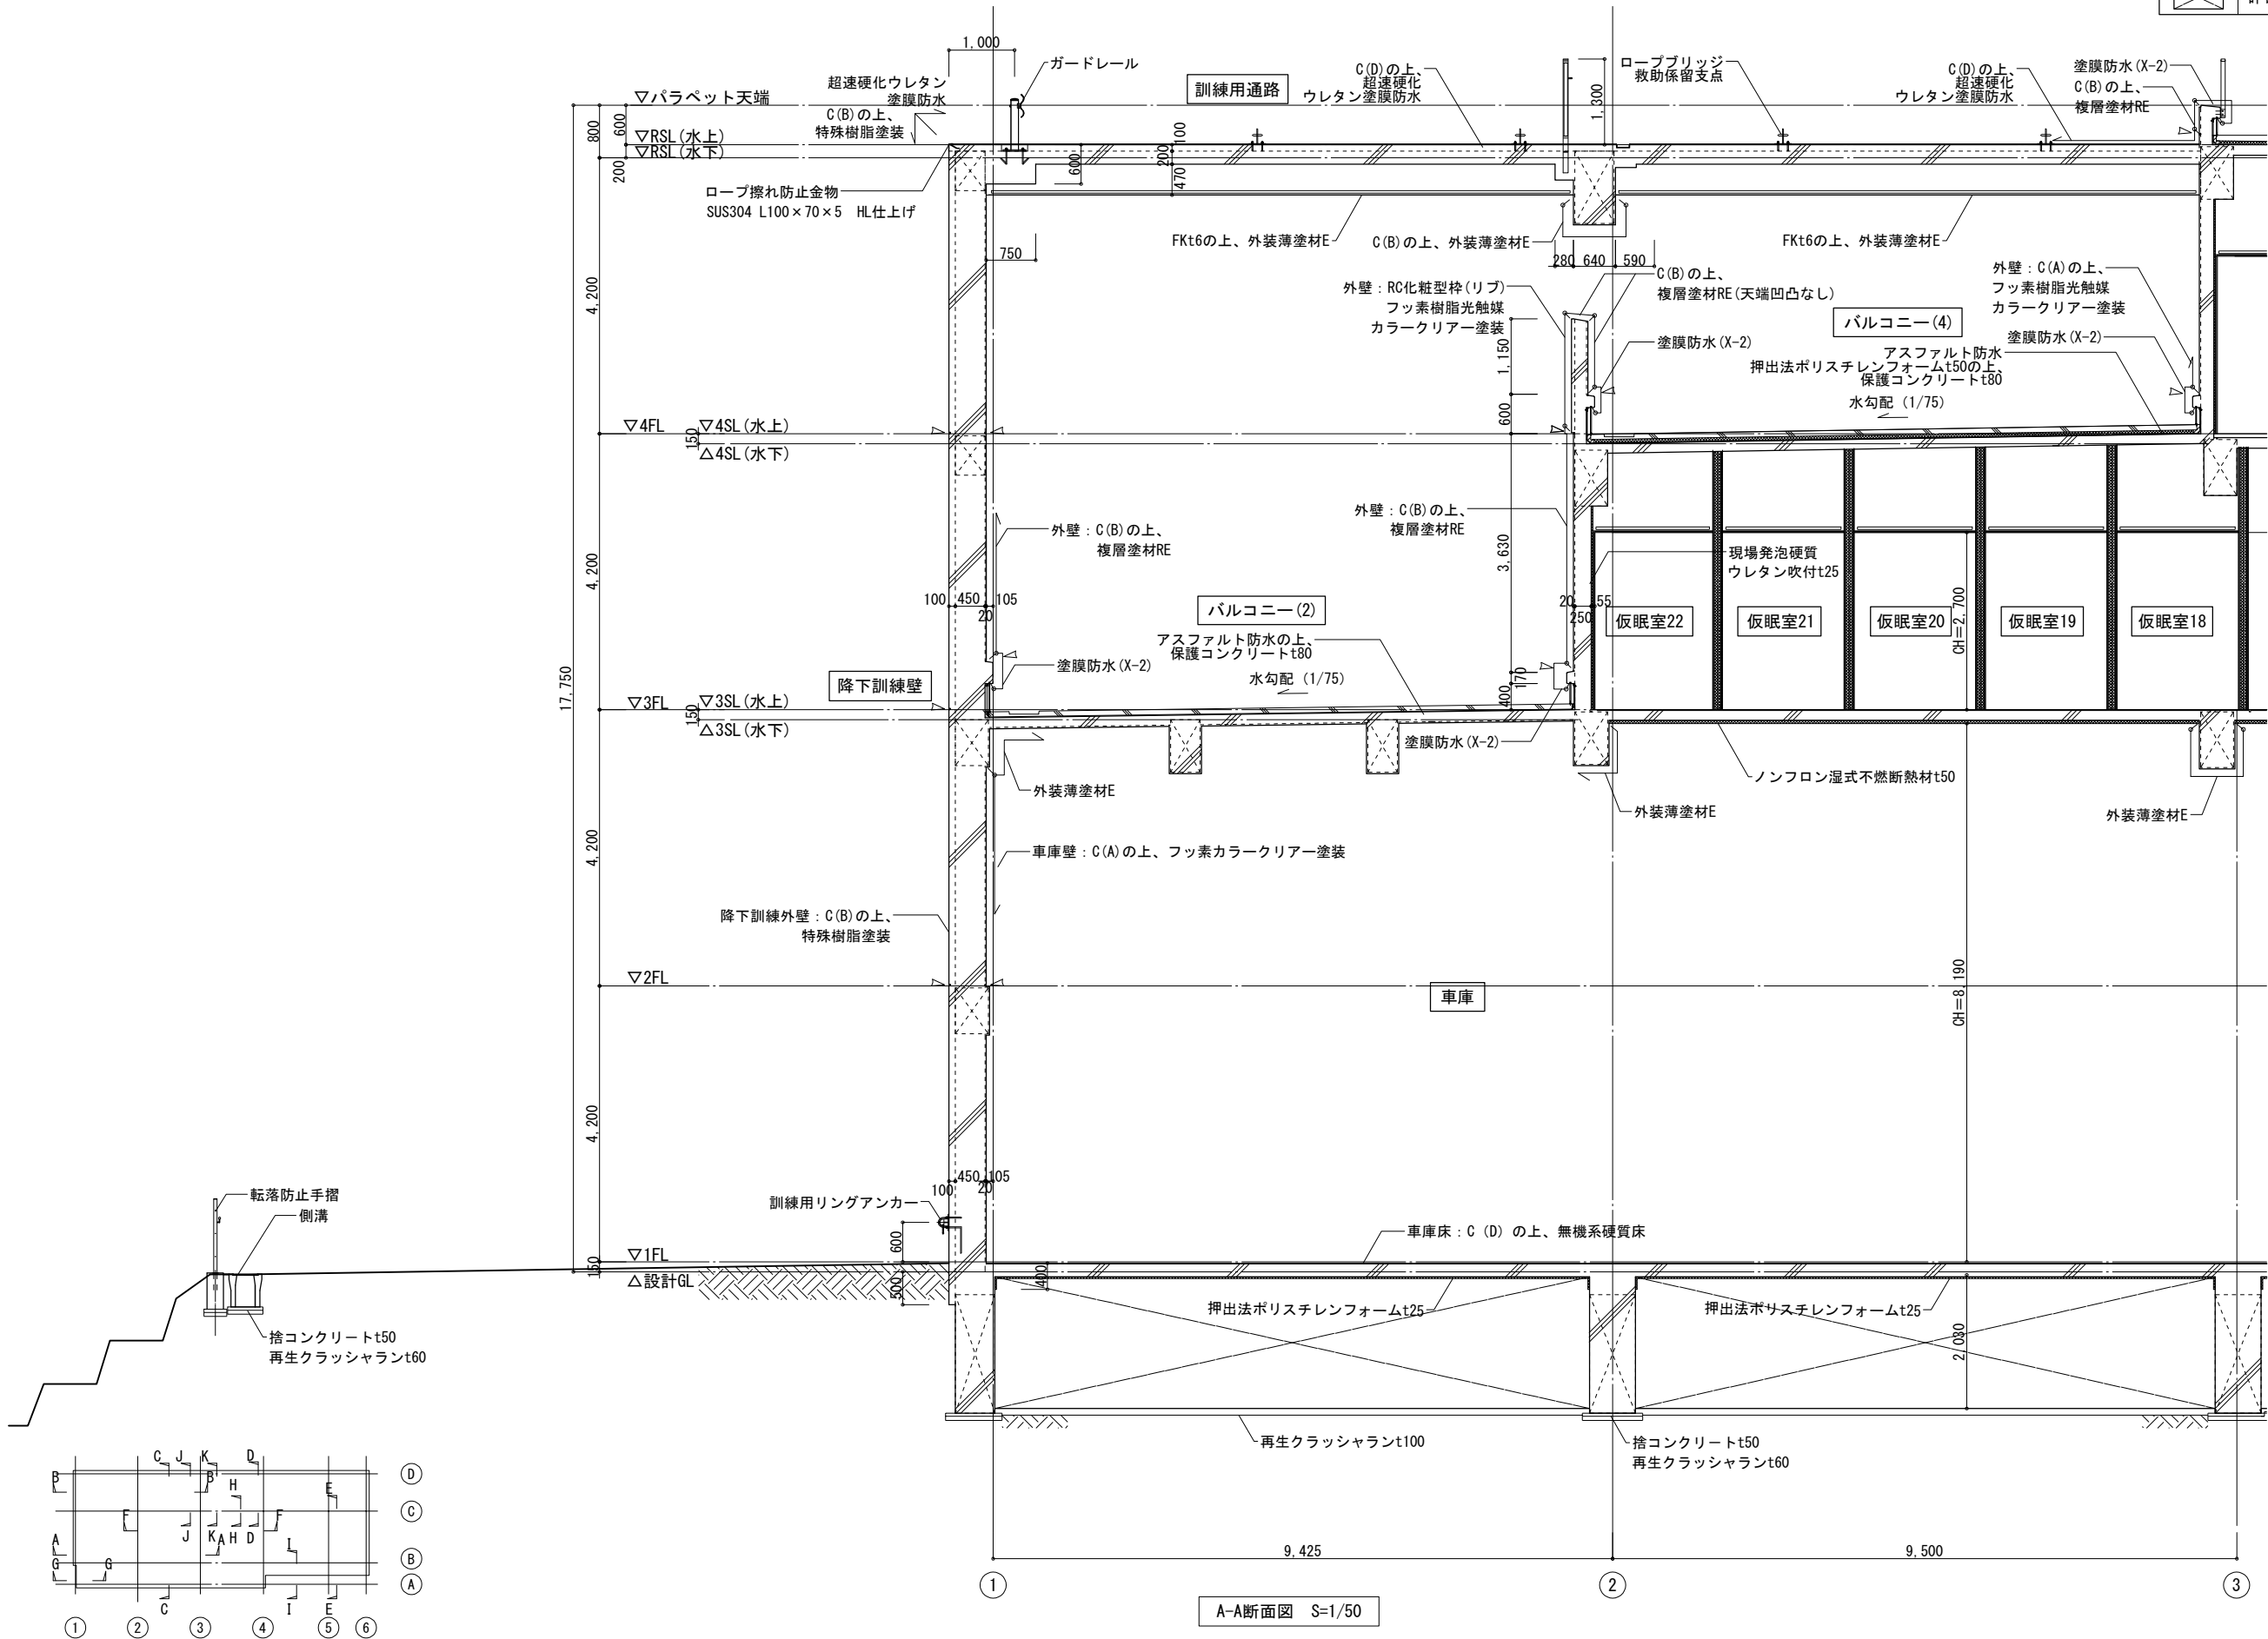 1,000
ガードレール
超速硬化ウレタン
塗膜防水
C(B)の上、
特殊樹脂塗装
訓練用通路
C(D)の上、
超速硬化
ウレタン塗膜防水
1,300
ロープブリッジ
救助係留支点
C(D)の上、
超速硬化
ウレタン塗膜防水
塗膜防水(X-2)
C(B)の上、
複層塗材RE
▽パラペット天端
▽RSL(水上)
▽RSL(水下)
800
600
200
100
200
470
600
ロープ擦れ防止金物
SUS304 L100×70×5 HL仕上げ
750
FKt6の上、外装薄塗材E
C(B)の上、外装薄塗材E
FKt6の上、外装薄塗材E
280
640
590
C(B)の上、
複層塗材RE(天端凹凸なし)
外壁：RC化粧型枠(リブ)
フッ素樹脂光触媒
カラークリアー塗装
外壁：C(A)の上、
フッ素樹脂光触媒
カラークリアー塗装
バルコニー(4)
塗膜防水(X-2)
塗膜防水(X-2)
アスファルト防水
押出法ポリスチレンフォームt50の上、
保護コンクリートt80
水勾配 (1/75)
4,200
1,150
600
▽4FL
▽4SL(水上)
△4SL(水下)
150
外壁：C(B)の上、
複層塗材RE
外壁：C(B)の上、
複層塗材RE
3,630
4,200
現場発泡硬質
ウレタン吹付t25
100
450
20
105
20
250
55
バルコニー(2)
アスファルト防水の上、
保護コンクリートt80
水勾配 (1/75)
仮眠室22
仮眠室21
仮眠室20
仮眠室19
仮眠室18
CH=2,700
塗膜防水(X-2)
降下訓練壁
17,750
▽3FL
▽3SL(水上)
△3SL(水下)
150
400
170
塗膜防水(X-2)
外装薄塗材E
ノンフロン湿式不燃断熱材t50
外装薄塗材E
外装薄塗材E
4,200
車庫壁：C(A)の上、フッ素カラークリアー塗装
降下訓練外壁：C(B)の上、
特殊樹脂塗装
▽2FL
車庫
CH=8,190
4,200
100
450
20
105
訓練用リングアンカー
600
転落防止手摺
側溝
車庫床：C (D) の上、無機系硬質床
▽1FL
△設計GL
150
500
400
押出法ポリスチレンフォームt25
押出法ポリスチレンフォームt25
2,030
捨コンクリートt50
再生クラッシャランt60
再生クラッシャランt100
捨コンクリートt50
再生クラッシャランt60
C J K D
B B H E
F F
J K A H D
A I
G G
C I E
D
C
B
A
1 2 3 4 5 6
9,425
9,500
1
2
3
A-A断面図 S=1/50